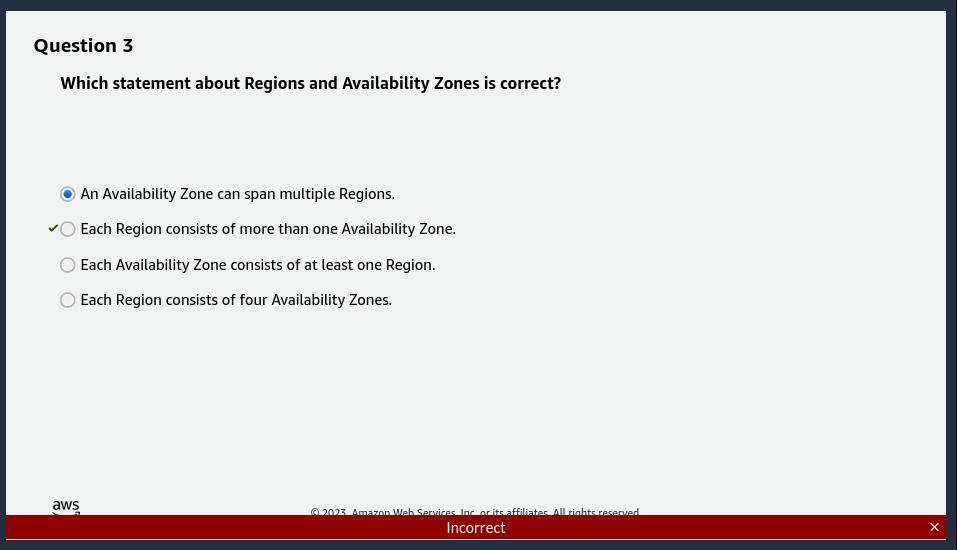 Question 3
Which statement about Regions and Availability Zones is correct?
An Availability Zone can span multiple Regions.
Each Region consists of more than one Availability Zone.
Each Availability Zone consists of at least one Region.
Each Region consists of four Availability Zones.
aws
© 2023, Amazon Web Services, Inc. or its affiliates. All rights reserved.
Incorrect